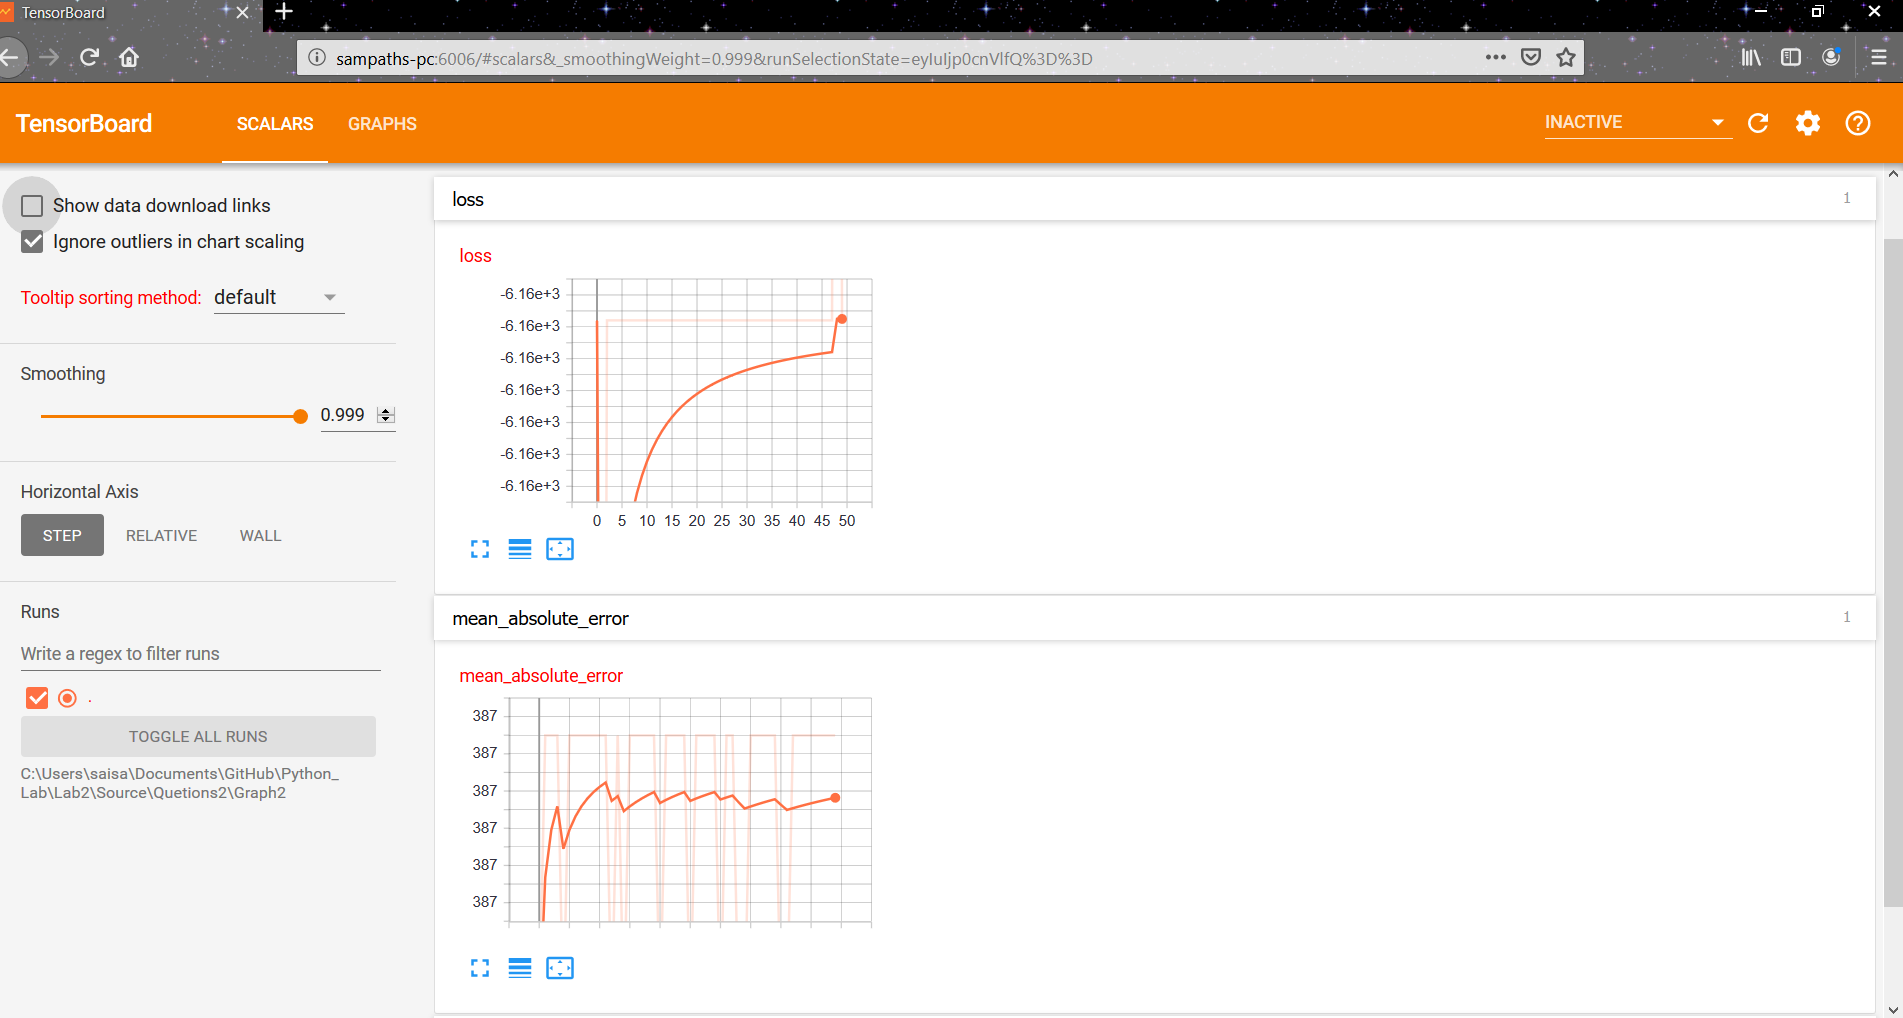 TensorBoard
sampaths-pc:6006/#scalars&_smoothingWeight=0.999&runSelectionState=eyIuIjp0cnVlfQ%3D%3D
TensorBoard
SCALARS
GRAPHS
INACTIVE
Show data download links
Ignore outliers in chart scaling
Tooltip sorting method: default
Smoothing
0.999
Horizontal Axis
STEP RELATIVE WALL
Runs
Write a regex to filter runs
.
TOGGLE ALL RUNS
C:\Users\saisa\Documents\GitHub\Python_
Lab\Lab2\Source\Quetions2\Graph2
loss 1
loss
-6.16e+3
-6.16e+3
-6.16e+3
-6.16e+3
-6.16e+3
-6.16e+3
-6.16e+3
0 5 10 15 20 25 30 35 40 45 50
mean_absolute_error 1
mean_absolute_error
387
387
387
387
387
387